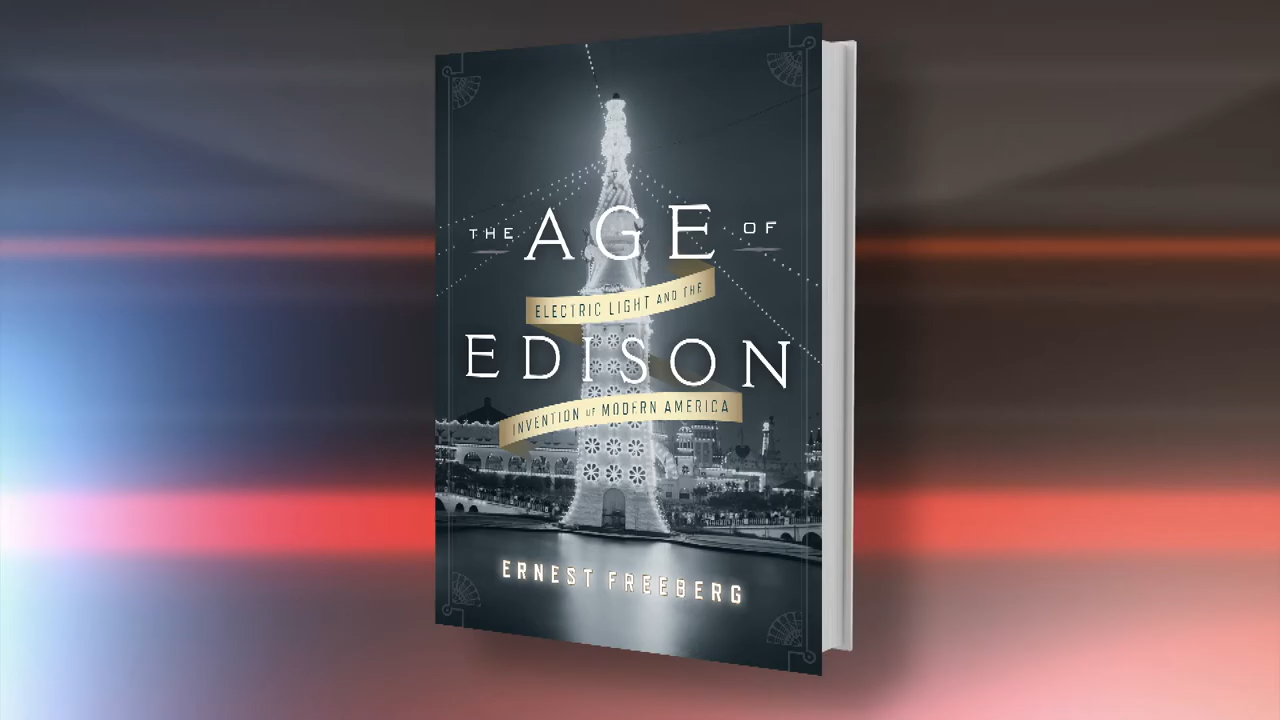 THE AGE OF
ELECTRIC LIGHT AND THE
EDISON
INVENTION OF MODERN AMERICA
ERNEST FREEBERG